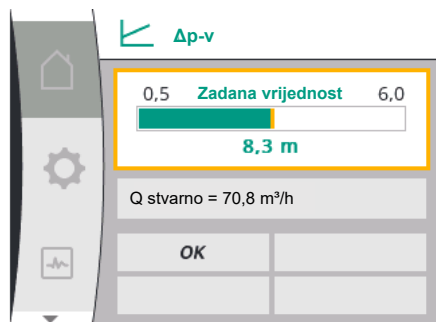 Δp-v
0,5 Zadana vrijednost 6,0
8,3 m
Q stvarno = 70,8 m³/h
OK